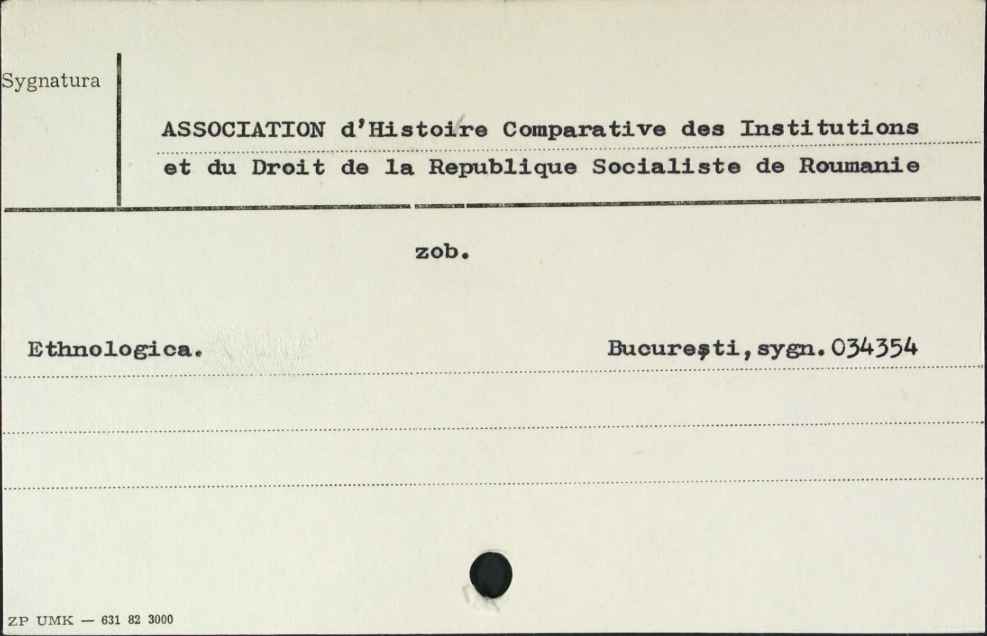 Sygnatura
ASSOCIATION d'Histoire Comparative des Institutions
et du Droit de la Republique Socialiste de Roumanie
zob.
Ethnologica. Bucureşti, sygn. 034354
ZP UMK — 631 82 3000